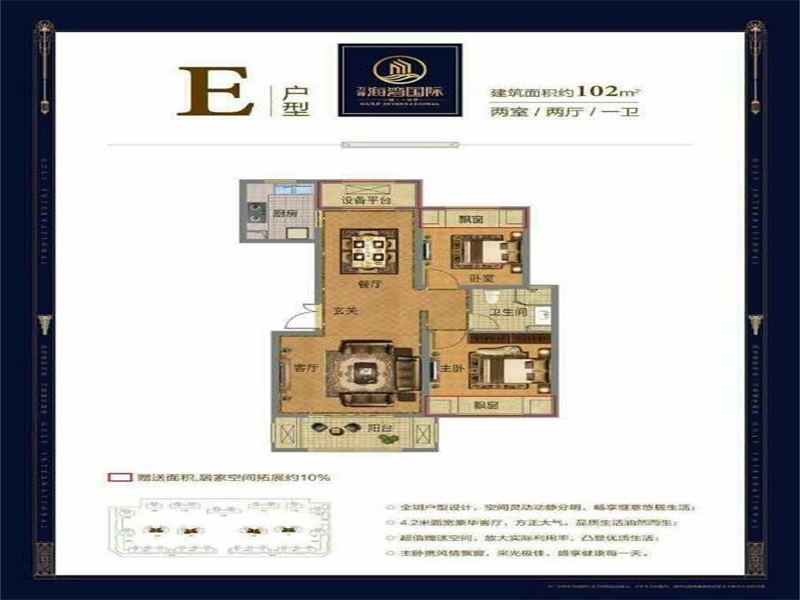 E
户型
海湾国际
GULF INTERNATIONAL
建筑面积约102m²
两室/两厅/一卫
设备平台
厨房
飘窗
餐厅
卧室
玄关
卫生间
客厅
主卧
飘窗
阳台
赠送面积,居家空间拓展约10%
全明户型设计，空间灵动动静分明，畅享惬意悠居生活；
4.2米面宽豪华客厅，方正大气，品质生活油然而生；
超值赠送空间，放大实际利用率，凸显优质生活；
主卧携风情飘窗，采光极佳，盛享健康每一天。